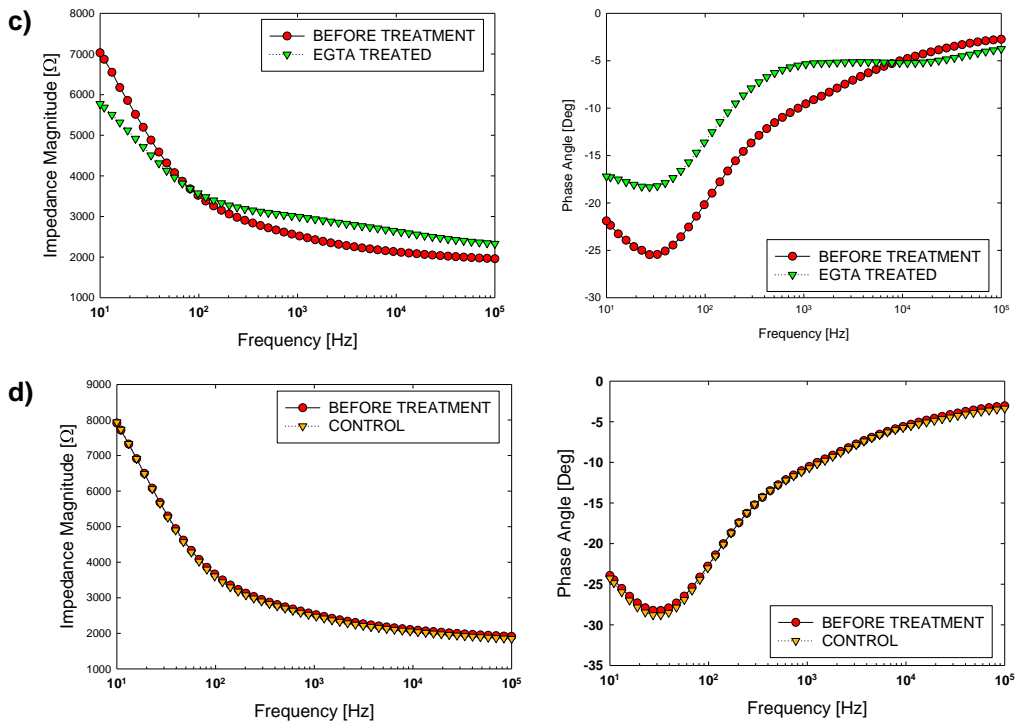 c)
Impedance Magnitude [Ω]
8000
7000
6000
5000
4000
3000
2000
1000
BEFORE TREATMENT
EGTA TREATED
10¹ 10² 10³ 10⁴ 10⁵
Frequency [Hz]
Phase Angle [Deg]
0
-5
-10
-15
-20
-25
-30
BEFORE TREATMENT
EGTA TREATED
10¹ 10² 10³ 10⁴ 10⁵
Frequency [Hz]
d)
Impedance Magnitude [Ω]
9000
8000
7000
6000
5000
4000
3000
2000
1000
BEFORE TREATMENT
CONTROL
10¹ 10² 10³ 10⁴ 10⁵
Frequency [Hz]
Phase Angle [Deg]
0
-5
-10
-15
-20
-25
-30
-35
BEFORE TREATMENT
CONTROL
10¹ 10² 10³ 10⁴ 10⁵
Frequency [Hz]